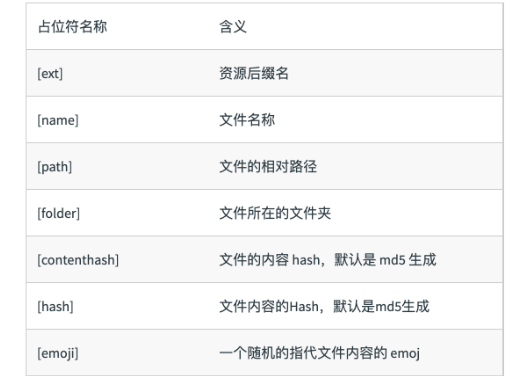 占位符名称 含义
[ext] 资源后缀名
[name] 文件名称
[path] 文件的相对路径
[folder] 文件所在的文件夹
[contenthash] 文件的内容 hash，默认是 md5 生成
[hash] 文件内容的Hash，默认是md5生成
[emoji] 一个随机的指代文件内容的 emoj